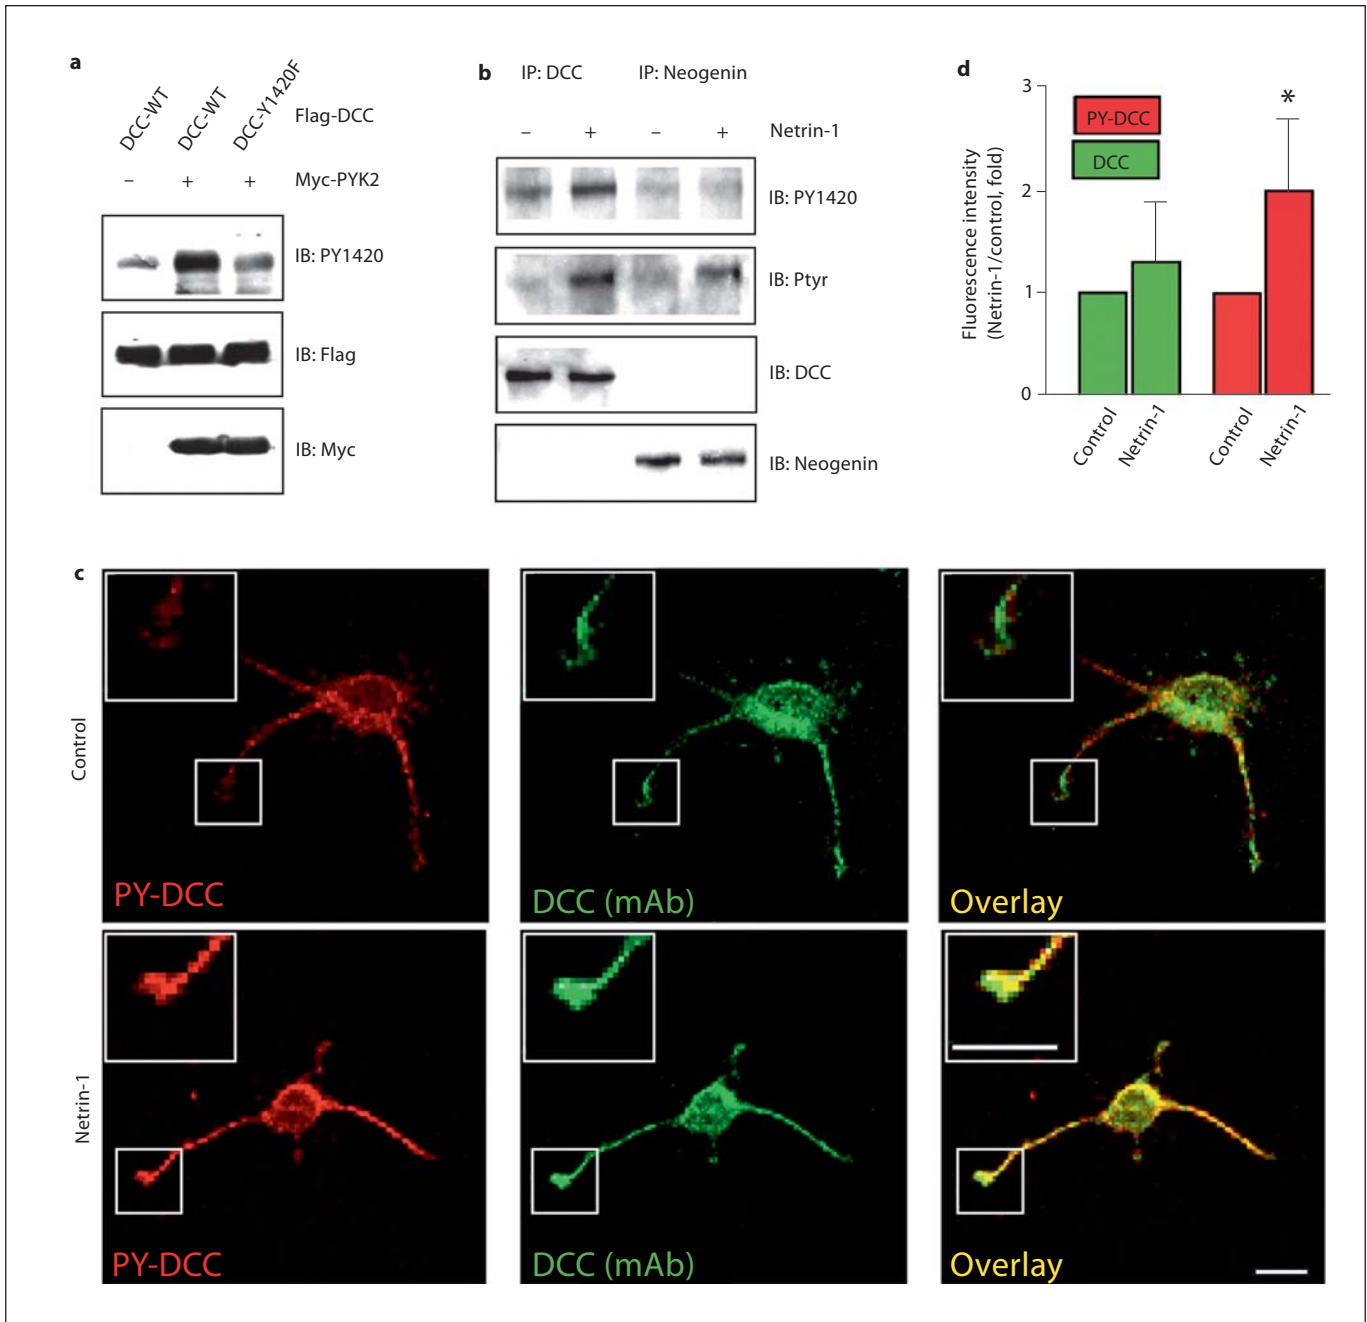 a
DCC-WT DCC-WT DCC-Y1420F Flag-DCC
– + + Myc-PYK2
IB: PY1420
IB: Flag
IB: Myc
b IP: DCC IP: Neogenin
– + – + Netrin-1
IB: PY1420
IB: Ptyr
IB: DCC
IB: Neogenin
d
Fluorescence intensity
(Netrin-1/control, fold)
3
2
1
0
PY-DCC
DCC
*
Control Netrin-1 Control Netrin-1
c
Control
PY-DCC DCC (mAb) Overlay
Netrin-1
PY-DCC DCC (mAb) Overlay